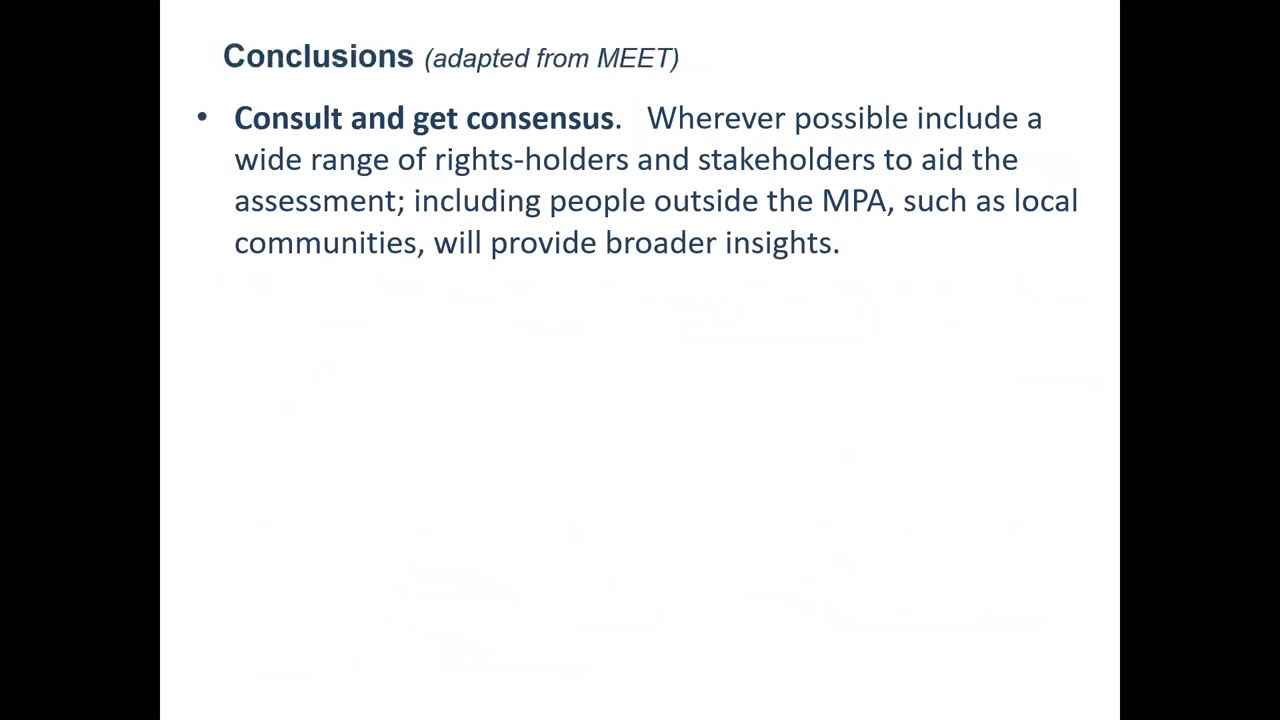 Conclusions (adapted from MEET)
• Consult and get consensus. Wherever possible include a
wide range of rights-holders and stakeholders to aid the
assessment; including people outside the MPA, such as local
communities, will provide broader insights.